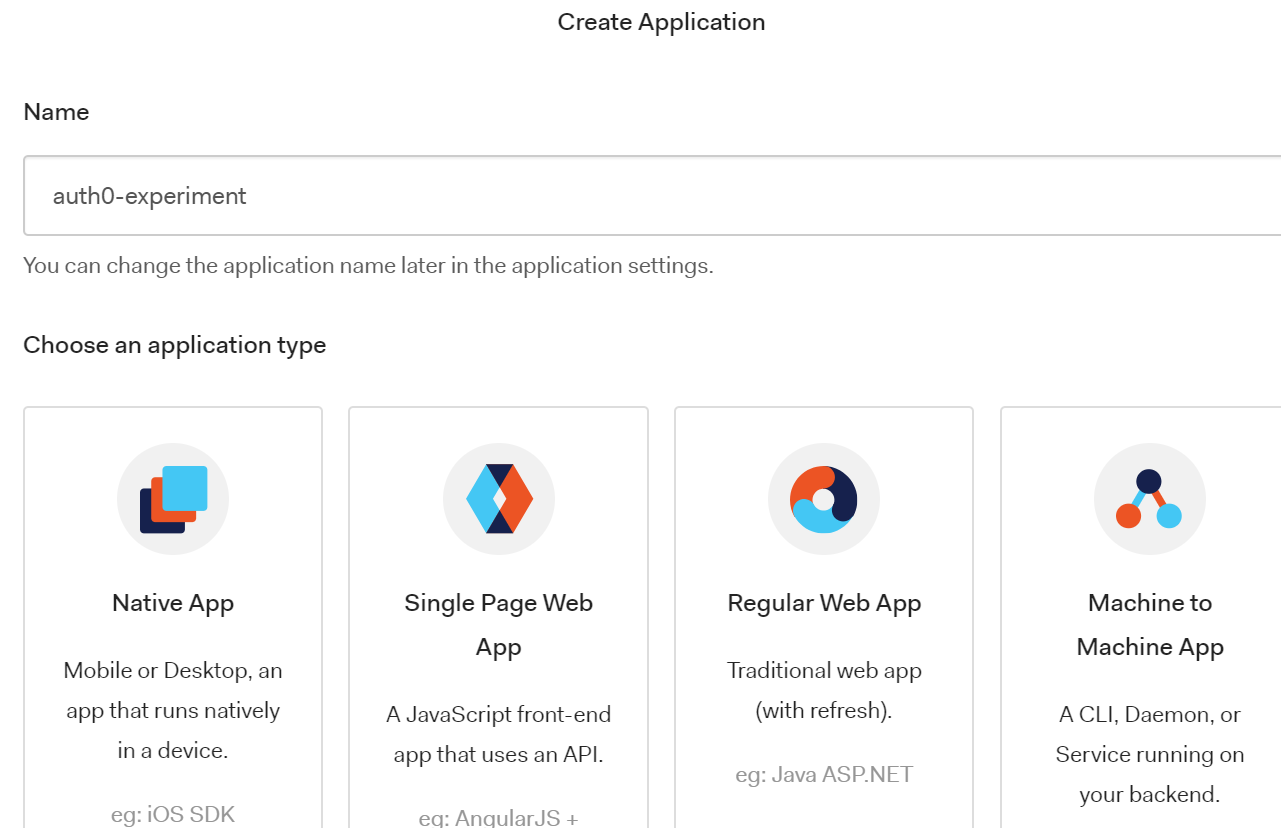 Create Application
Name
auth0-experiment
You can change the application name later in the application settings.
Choose an application type
Native App
Mobile or Desktop, an
app that runs natively
in a device.
eg: iOS SDK
Single Page Web
App
A JavaScript front-end
app that uses an API.
eg: AngularJS +
Regular Web App
Traditional web app
(with refresh).
eg: Java ASP.NET
Machine to
Machine App
A CLI, Daemon, or
Service running on
your backend.